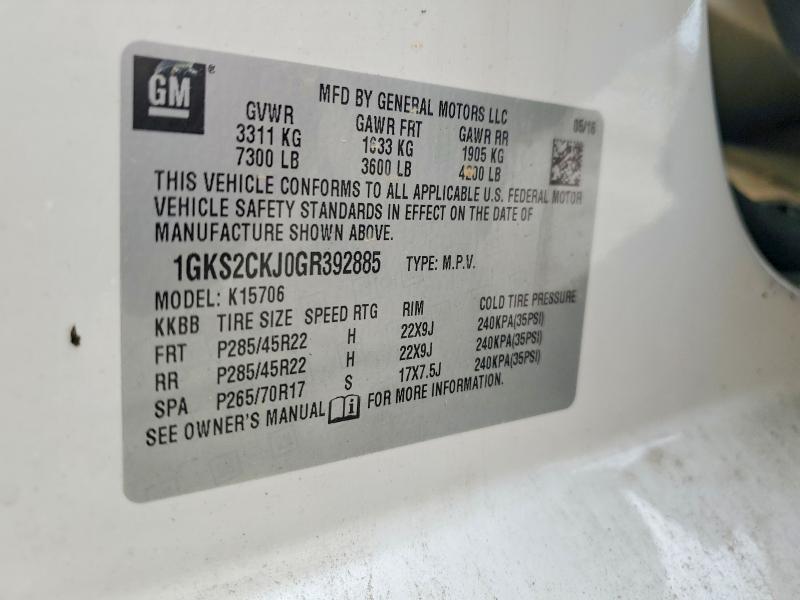 GM®
MFD BY GENERAL MOTORS LLC
05/16
GVWR GAWR FRT GAWR RR
3311 KG 1633 KG 1905 KG
7300 LB 3600 LB 4200 LB
THIS VEHICLE CONFORMS TO ALL APPLICABLE U.S. FEDERAL MOTOR
VEHICLE SAFETY STANDARDS IN EFFECT ON THE DATE OF
MANUFACTURE SHOWN ABOVE.
1GKS2CKJ0GR392885 TYPE: M.P.V.
MODEL: K15706
KKBB TIRE SIZE SPEED RTG RIM COLD TIRE PRESSURE
FRT P285/45R22 H 22X9J 240KPA(35PSI)
RR P285/45R22 H 22X9J 240KPA(35PSI)
SPA P265/70R17 S 17X7.5J 240KPA(35PSI)
SEE OWNER'S MANUAL i FOR MORE INFORMATION.